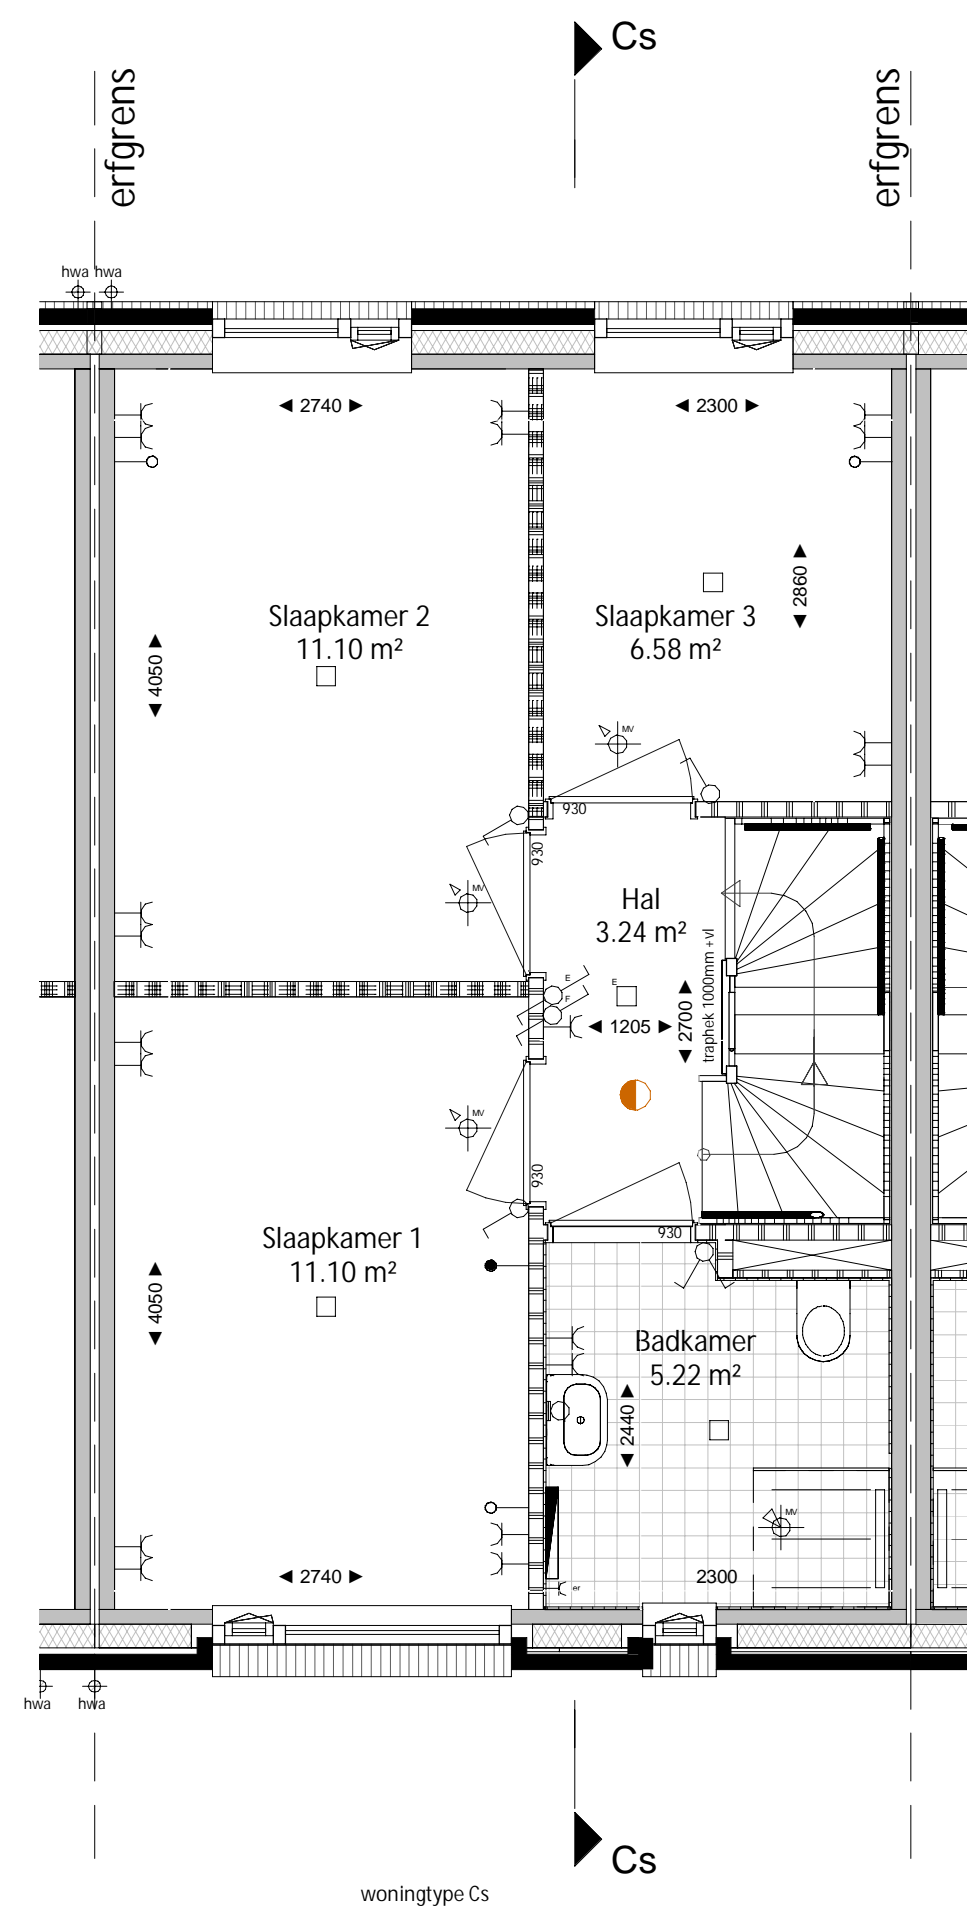 Cs
erfgrens
erfgrens
hwa hwa
2740
2300
2860
Slaapkamer 2
11.10 m²
Slaapkamer 3
6.58 m²
4050
MV
930
930
MV
Hal
3.24 m²
traphek 1000mm +vl
E
E
F
1205
2700
MV
930
930
Slaapkamer 1
11.10 m²
4050
Badkamer
5.22 m²
2440
MV
2740
2300
er
hwa
hwa
Cs
woningtype Cs